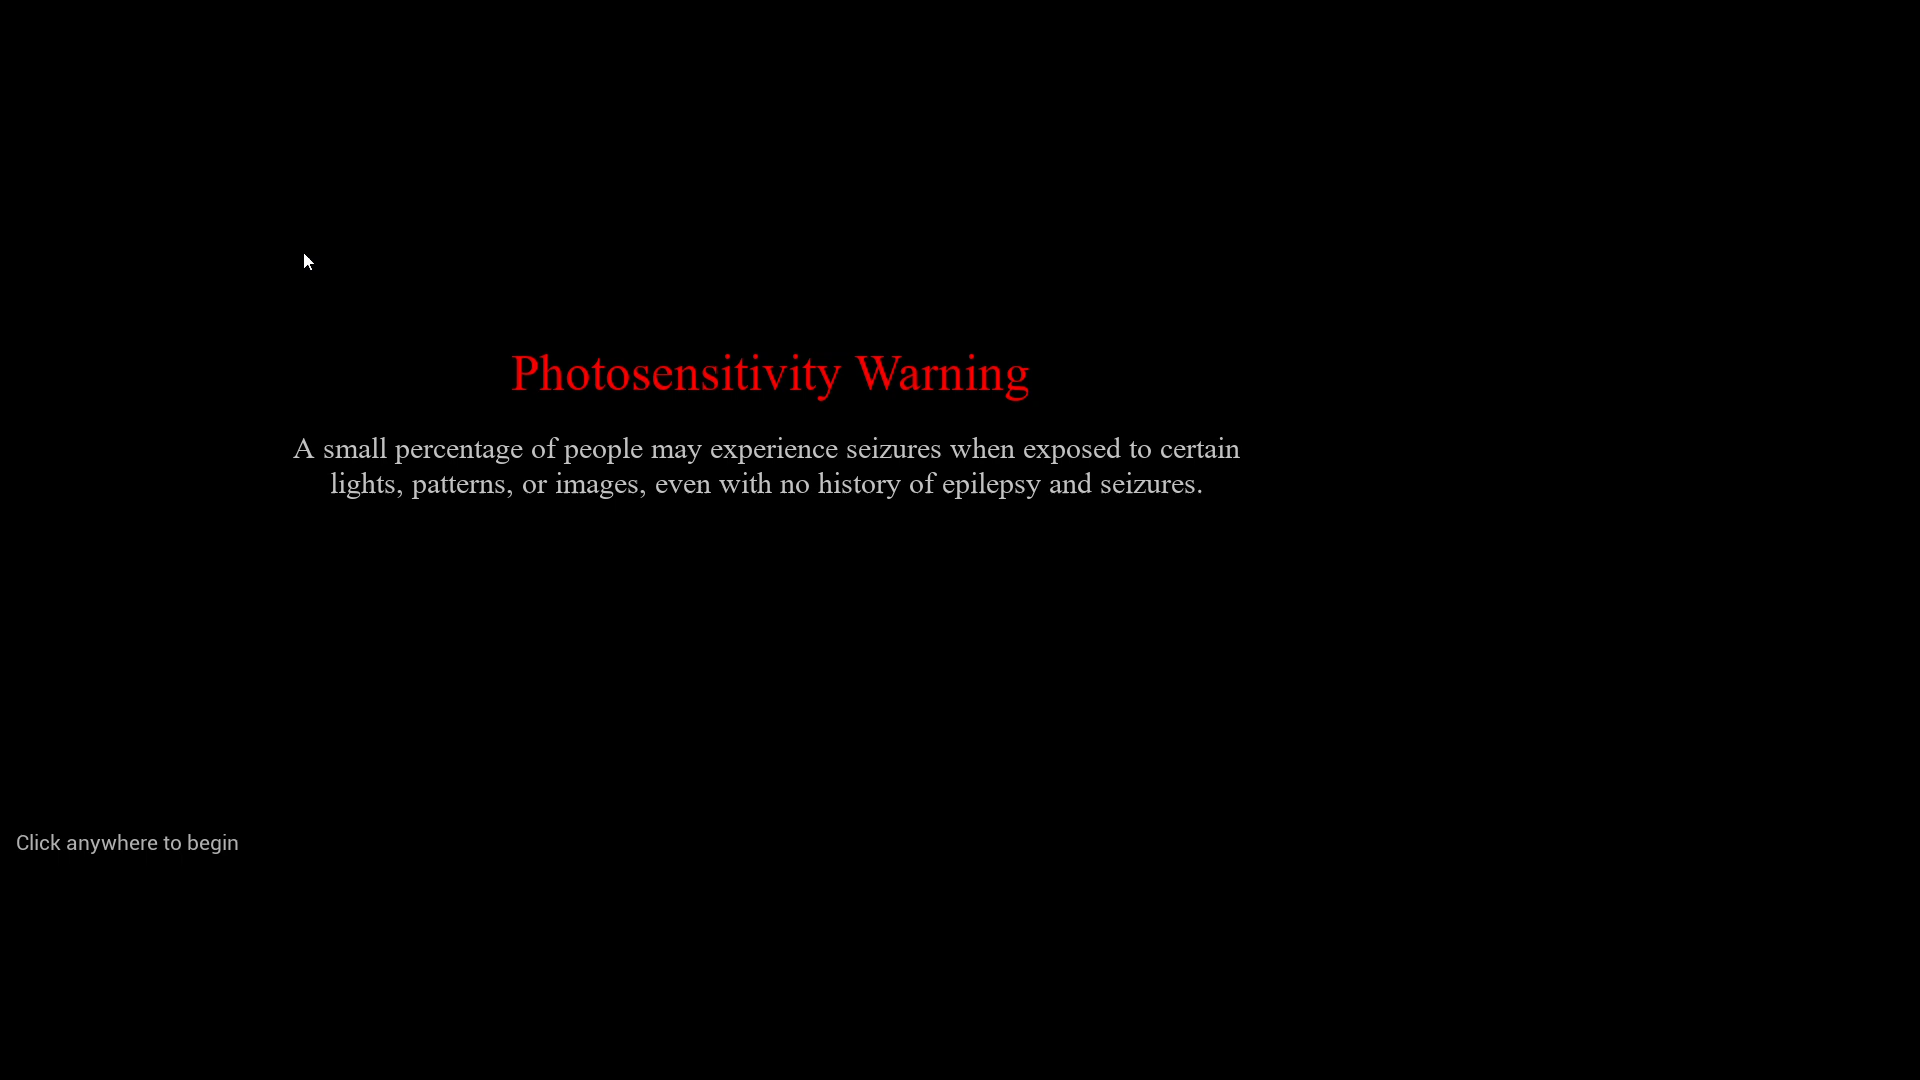 Photosensitivity Warning
A small percentage of people may experience seizures when exposed to certain
lights, patterns, or images, even with no history of epilepsy and seizures.
Click anywhere to begin